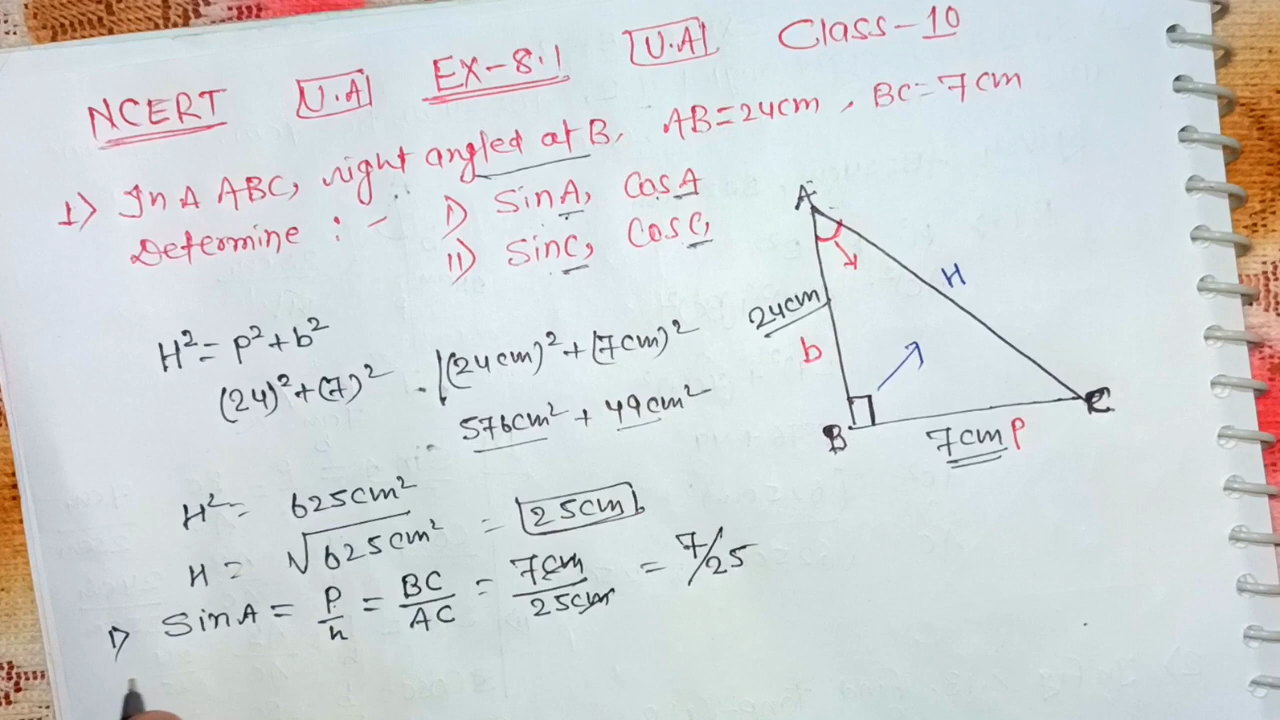 NCERT U.A EX-8.1 U.A Class-10
1) In Δ ABC, right angled at B, AB=24cm, BC=7cm
Determine :- I) SinA, CosA
II) SinC, CosC,
A
H
24cm
b
B
7cm P
C
H²= p²+b²
(24)²+(7)²
(24cm)²+(7cm)²
576cm² + 49cm²
H²= 625cm²
H = √625cm² = 25cm
I) SinA = P/h = BC/AC = 7cm/25cm = 7/25